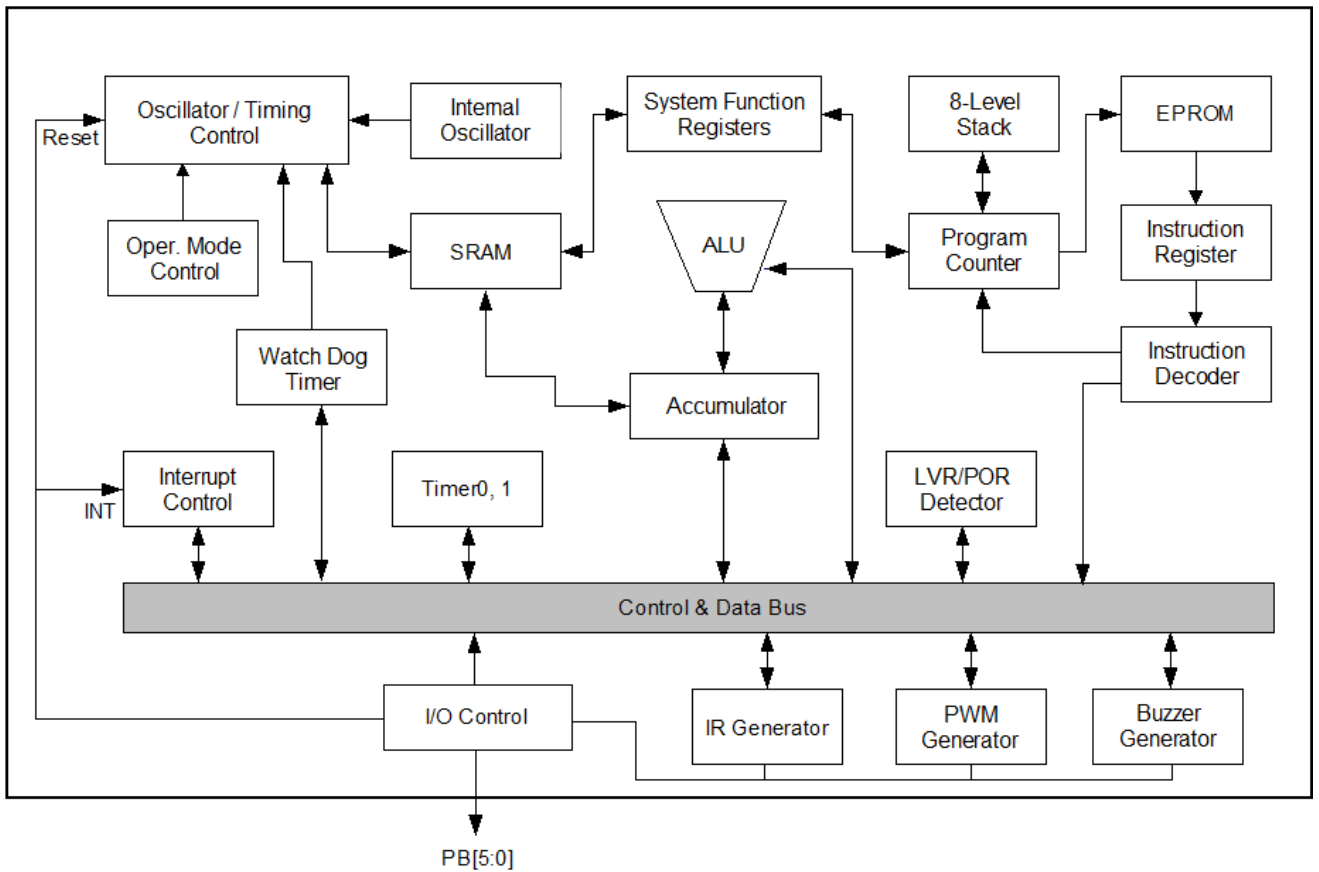 Oscillator / Timing
Control
Internal
Oscillator
System Function
Registers
8-Level
Stack
EPROM
Reset
Oper. Mode
Control
SRAM
ALU
Program
Counter
Instruction
Register
Watch Dog
Timer
Accumulator
Instruction
Decoder
Interrupt
Control
INT
Timer0, 1
LVR/POR
Detector
Control & Data Bus
I/O Control
IR Generator
PWM
Generator
Buzzer
Generator
PB[5:0]